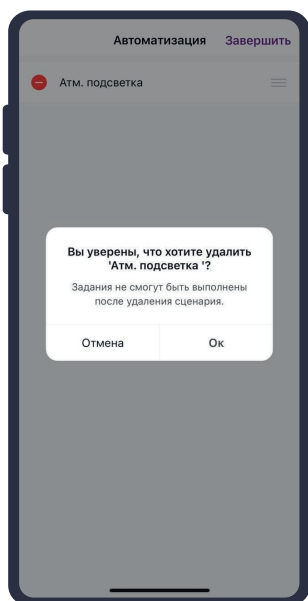 Автоматизация Завершить
Атм. подсветка
Вы уверены, что хотите удалить
'Атм. подсветка '?
Задания не смогут быть выполнены
после удаления сценария.
Отмена Ок